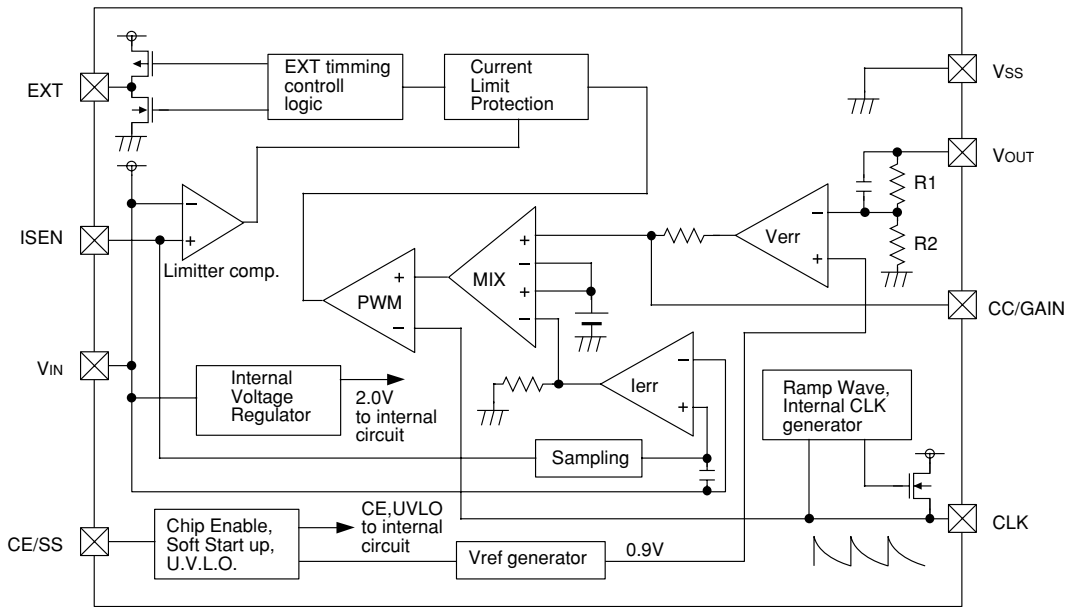 EXT
EXT timming
controll
logic
Current
Limit
Protection
VSS
VOUT
R1
R2
ISEN
−
+
Limitter comp.
−
+
Verr
+
−
+
−
MIX
+
−
PWM
CC/GAIN
VIN
Internal
Voltage
Regulator
2.0V
to internal
circuit
−
+
Ierr
Ramp Wave,
Internal CLK
generator
Sampling
CE/SS
Chip Enable,
Soft Start up,
U.V.L.O.
CE,UVLO
to internal
circuit
Vref generator
0.9V
CLK